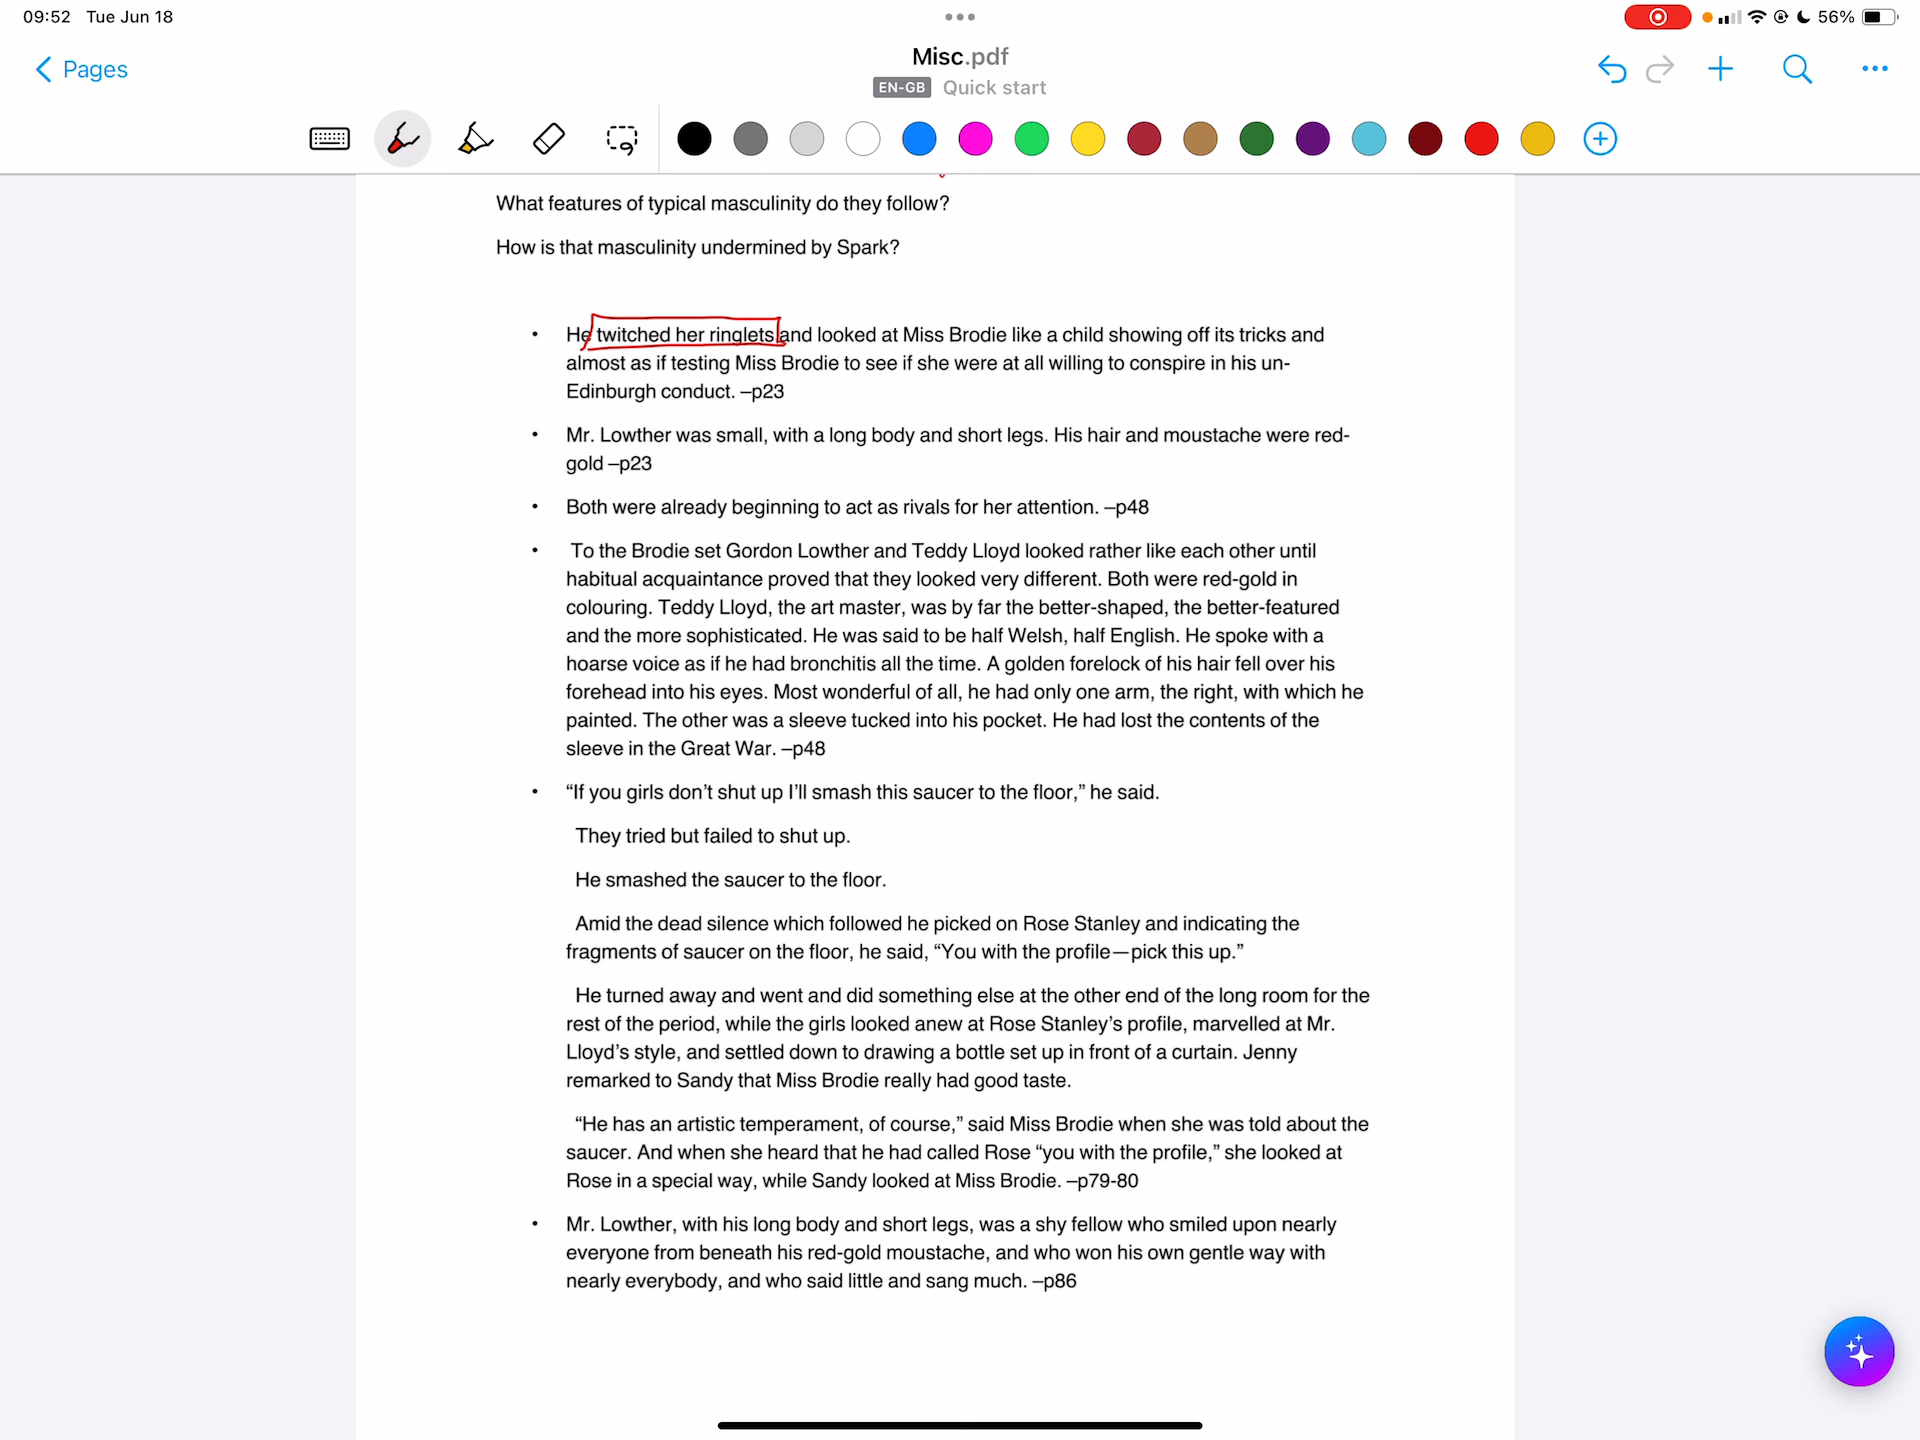 09:52 Tue Jun 18
56%
Pages
Misc.pdf
EN-GB Quick start
What features of typical masculinity do they follow?
How is that masculinity undermined by Spark?
• He twitched her ringlets and looked at Miss Brodie like a child showing off its tricks and
almost as if testing Miss Brodie to see if she were at all willing to conspire in his un-
Edinburgh conduct. –p23
• Mr. Lowther was small, with a long body and short legs. His hair and moustache were red-
gold –p23
• Both were already beginning to act as rivals for her attention. –p48
• To the Brodie set Gordon Lowther and Teddy Lloyd looked rather like each other until
habitual acquaintance proved that they looked very different. Both were red-gold in
colouring. Teddy Lloyd, the art master, was by far the better-shaped, the better-featured
and the more sophisticated. He was said to be half Welsh, half English. He spoke with a
hoarse voice as if he had bronchitis all the time. A golden forelock of his hair fell over his
forehead into his eyes. Most wonderful of all, he had only one arm, the right, with which he
painted. The other was a sleeve tucked into his pocket. He had lost the contents of the
sleeve in the Great War. –p48
• “If you girls don’t shut up I’ll smash this saucer to the floor,” he said.
They tried but failed to shut up.
He smashed the saucer to the floor.
Amid the dead silence which followed he picked on Rose Stanley and indicating the
fragments of saucer on the floor, he said, “You with the profile—pick this up.”
He turned away and went and did something else at the other end of the long room for the
rest of the period, while the girls looked anew at Rose Stanley’s profile, marvelled at Mr.
Lloyd’s style, and settled down to drawing a bottle set up in front of a curtain. Jenny
remarked to Sandy that Miss Brodie really had good taste.
“He has an artistic temperament, of course,” said Miss Brodie when she was told about the
saucer. And when she heard that he had called Rose “you with the profile,” she looked at
Rose in a special way, while Sandy looked at Miss Brodie. –p79-80
• Mr. Lowther, with his long body and short legs, was a shy fellow who smiled upon nearly
everyone from beneath his red-gold moustache, and who won his own gentle way with
nearly everybody, and who said little and sang much. –p86